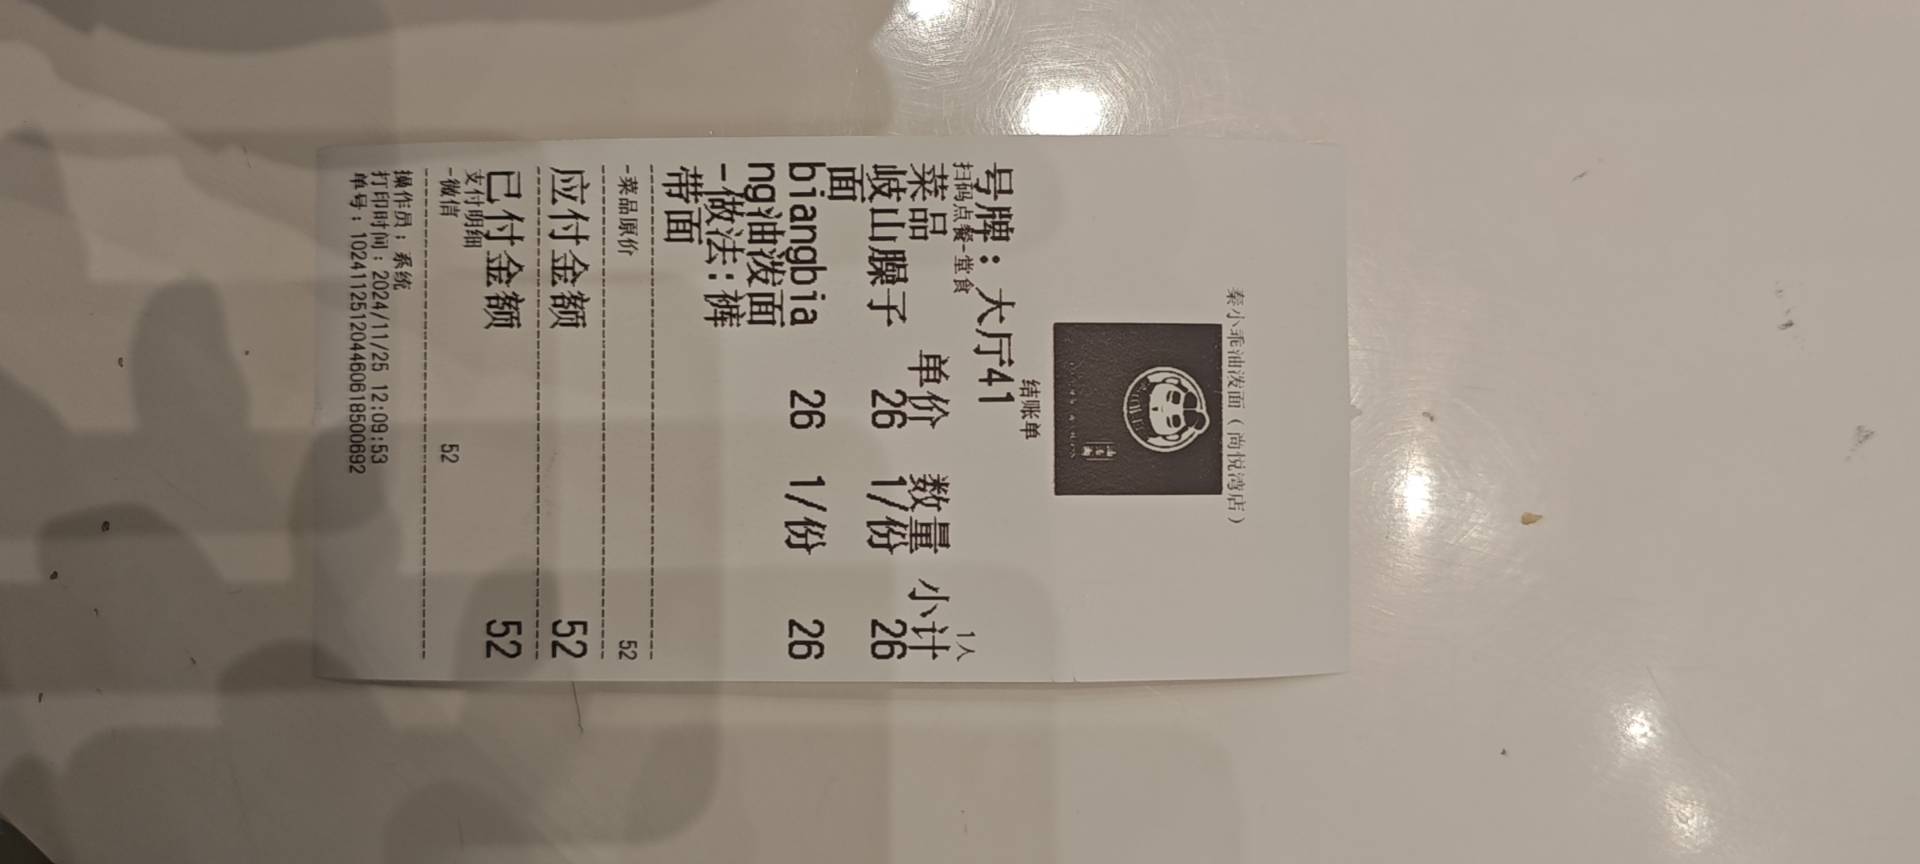 秦小乖油泼面（尚悦湾店）
结账单
号牌：大厅41
扫码点餐-堂食 1人
菜品 单价 数量 小计
岐山臊子面 26 1/份 26
biangbia 26 1/份 26
ng油泼面
-做法:裤
带面
-菜品原价 52
应付金额 52
已付金额 52
支付明细
-微信 52
操作员：系统
打印时间：2024/11/25 12:09:53
单号：10241125120446061850069​2